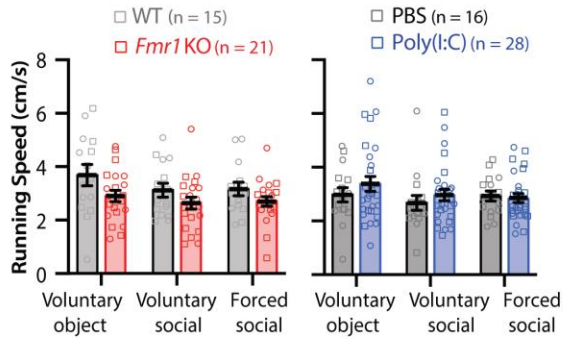 WT (n = 15)
Fmr1 KO (n = 21)
PBS (n = 16)
Poly(I:C) (n = 28)
Running Speed (cm/s)
8
6
4
2
0
Voluntary object
Voluntary social
Forced social
Voluntary object
Voluntary social
Forced social